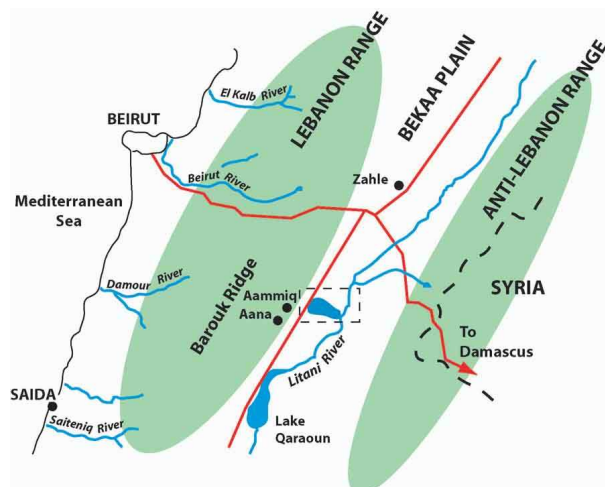 El Kalb River
LEBANON RANGE
BEKAA PLAIN
BEIRUT
ANTI-LEBANON RANGE
Beirut River
Zahle
Mediterranean
Sea
Damour River
Barouk Ridge
Aammiq
Aana
SYRIA
To
Damascus
Litani River
SAIDA
Saiteniq River
Lake
Qaraoun